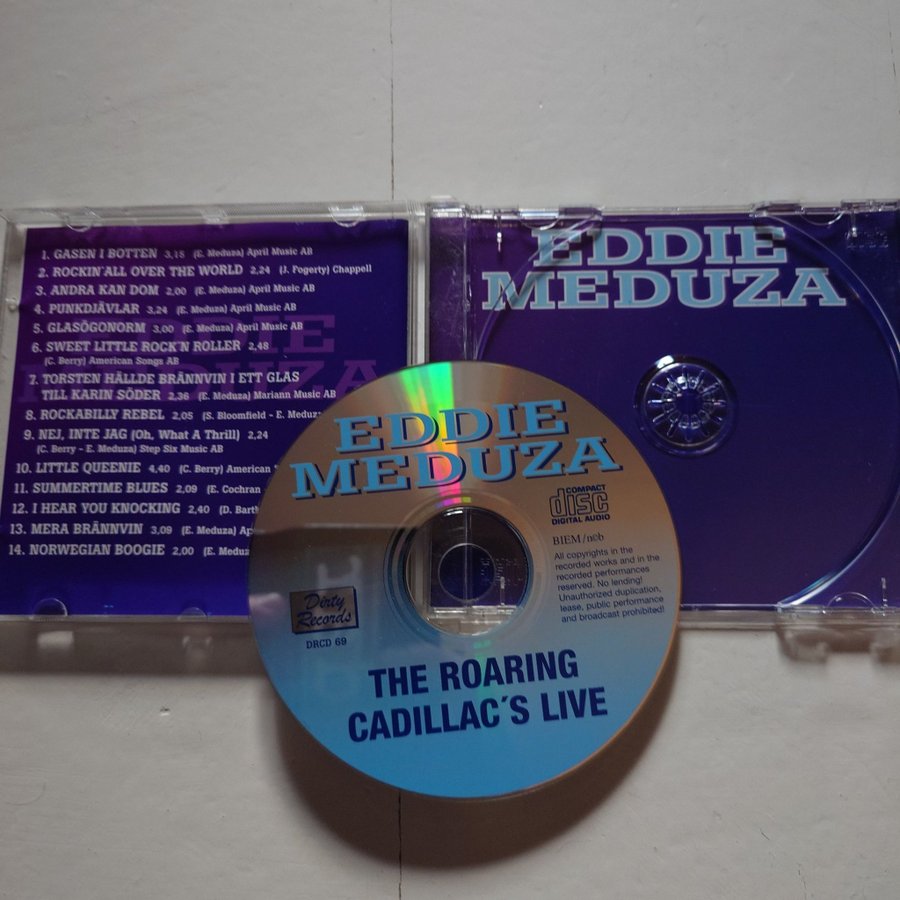 1. GASEN I BOTTEN 3,15 (E. Meduza) April Music AB
2. ROCKIN´ALL OVER THE WORLD 2,24 (J. Fogerty) Chappell
3. ANDRA KAN DOM 2,00 (E. Meduza) April Music AB
4. PUNKDJÄVLAR 3,24 (E. Meduza) April Music AB
5. GLASÖGONORM 3,00 (E. Meduza) April Music AB
6. SWEET LITTLE ROCK'N ROLLER 2,48
(C. Berry) American Songs AB
7. TORSTEN HÄLLDE BRÄNNVIN I ETT GLAS
TILL KARIN SÖDER 2,36 (E. Meduza) Mariann Music AB
8. ROCKABILLY REBEL 2,05 (S. Bloomfield - E. Meduz
9. NEJ, INTE JAG (Oh, What A Thrill) 2,24
(C. Berry – E. Meduza) Step Six Music AB
10. LITTLE QUEENIE 4,40 (C. Berry) American
11. SUMMERTIME BLUES 2,09 (E. Cochran
12. I HEAR YOU KNOCKING 2,40 (D. Barth
13. MERA BRÄNNVIN 3,09 (E. Meduza) Apr
14. NORWEGIAN BOOGIE 2,00 (E. Meduz
EDDIE
MEDUZA
EDDIE
MEDUZA
EDDIE
MEDUZA
COMPACT
disc
DIGITAL AUDIO
BIEM/ncb
All copyrights in the
recorded works and in the
recorded performances
reserved. No lending!
Unauthorized duplication,
lease, public performance
and broadcast prohibited!
Dirty
Records
DRCD 69
THE ROARING
CADILLAC´S LIVE